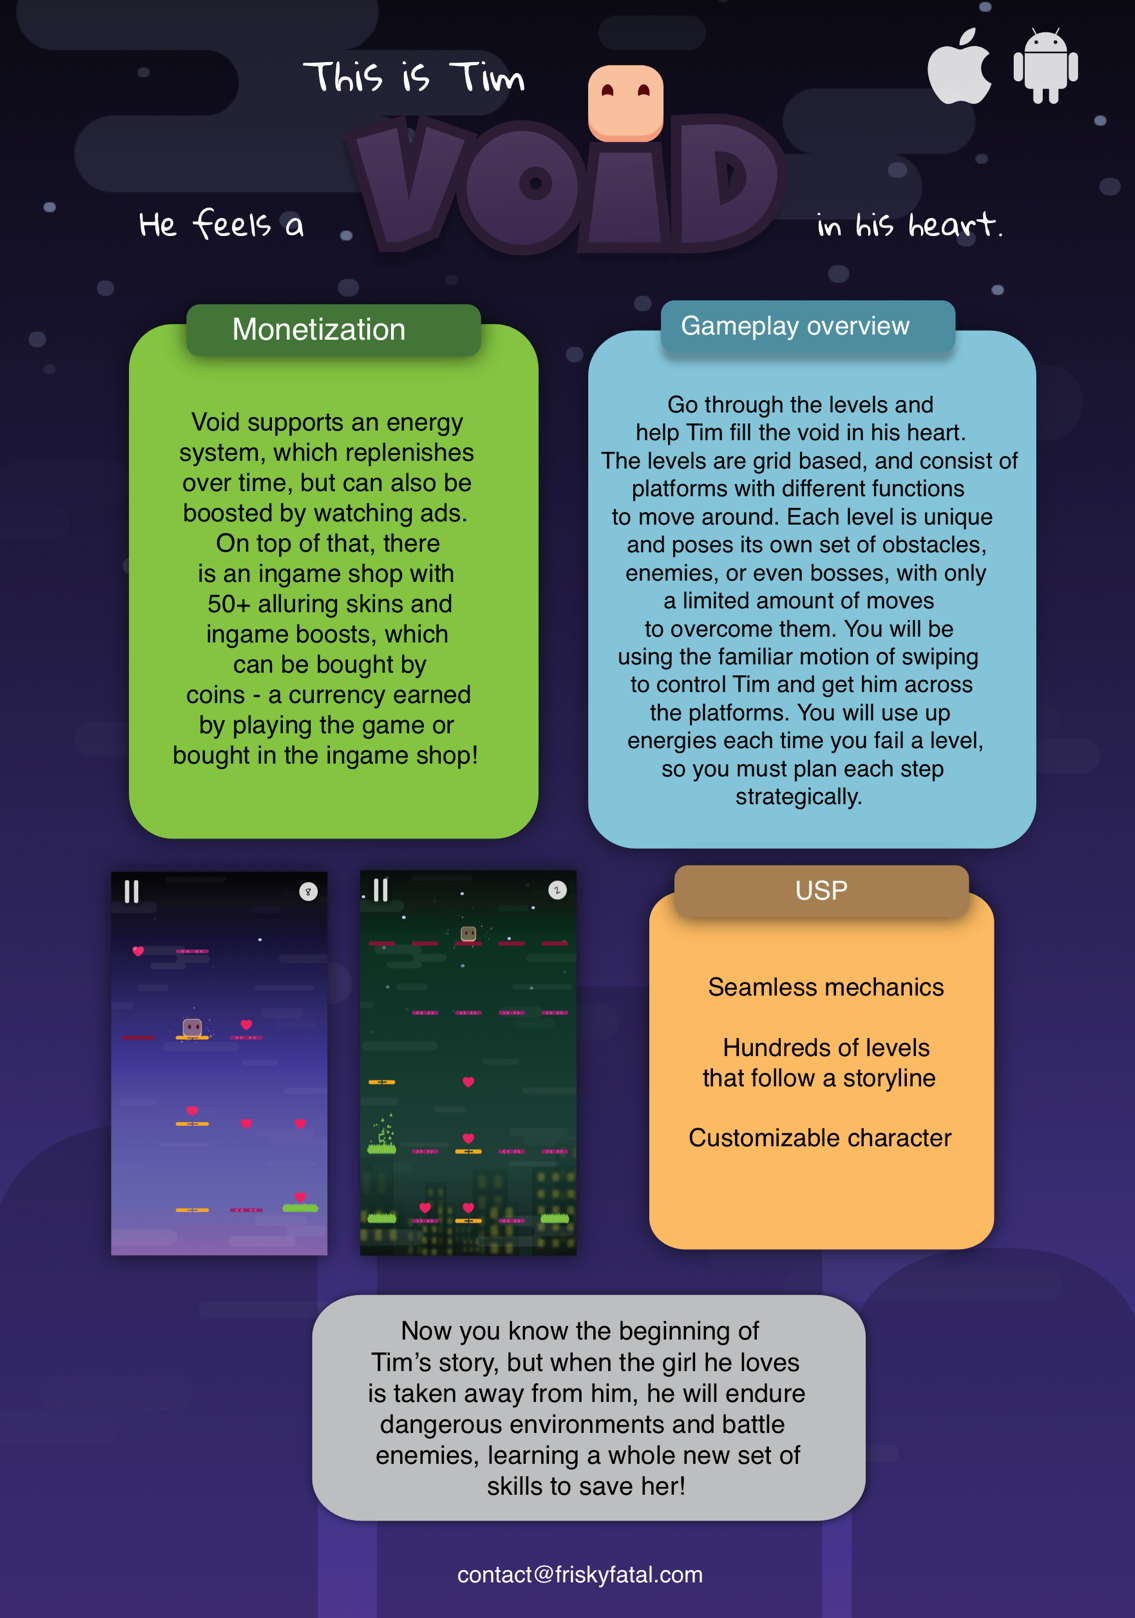 This is Tim
VOID
He feels a
in his heart.
Monetization
Void supports an energy
system, which replenishes
over time, but can also be
boosted by watching ads.
On top of that, there
is an ingame shop with
50+ alluring skins and
ingame boosts, which
can be bought by
coins - a currency earned
by playing the game or
bought in the ingame shop!
Gameplay overview
Go through the levels and
help Tim fill the void in his heart.
The levels are grid based, and consist of
platforms with different functions
to move around. Each level is unique
and poses its own set of obstacles,
enemies, or even bosses, with only
a limited amount of moves
to overcome them. You will be
using the familiar motion of swiping
to control Tim and get him across
the platforms. You will use up
energies each time you fail a level,
so you must plan each step
strategically.
8
2
USP
Seamless mechanics
Hundreds of levels
that follow a storyline
Customizable character
Now you know the beginning of
Tim’s story, but when the girl he loves
is taken away from him, he will endure
dangerous environments and battle
enemies, learning a whole new set of
skills to save her!
contact@friskyfatal.com